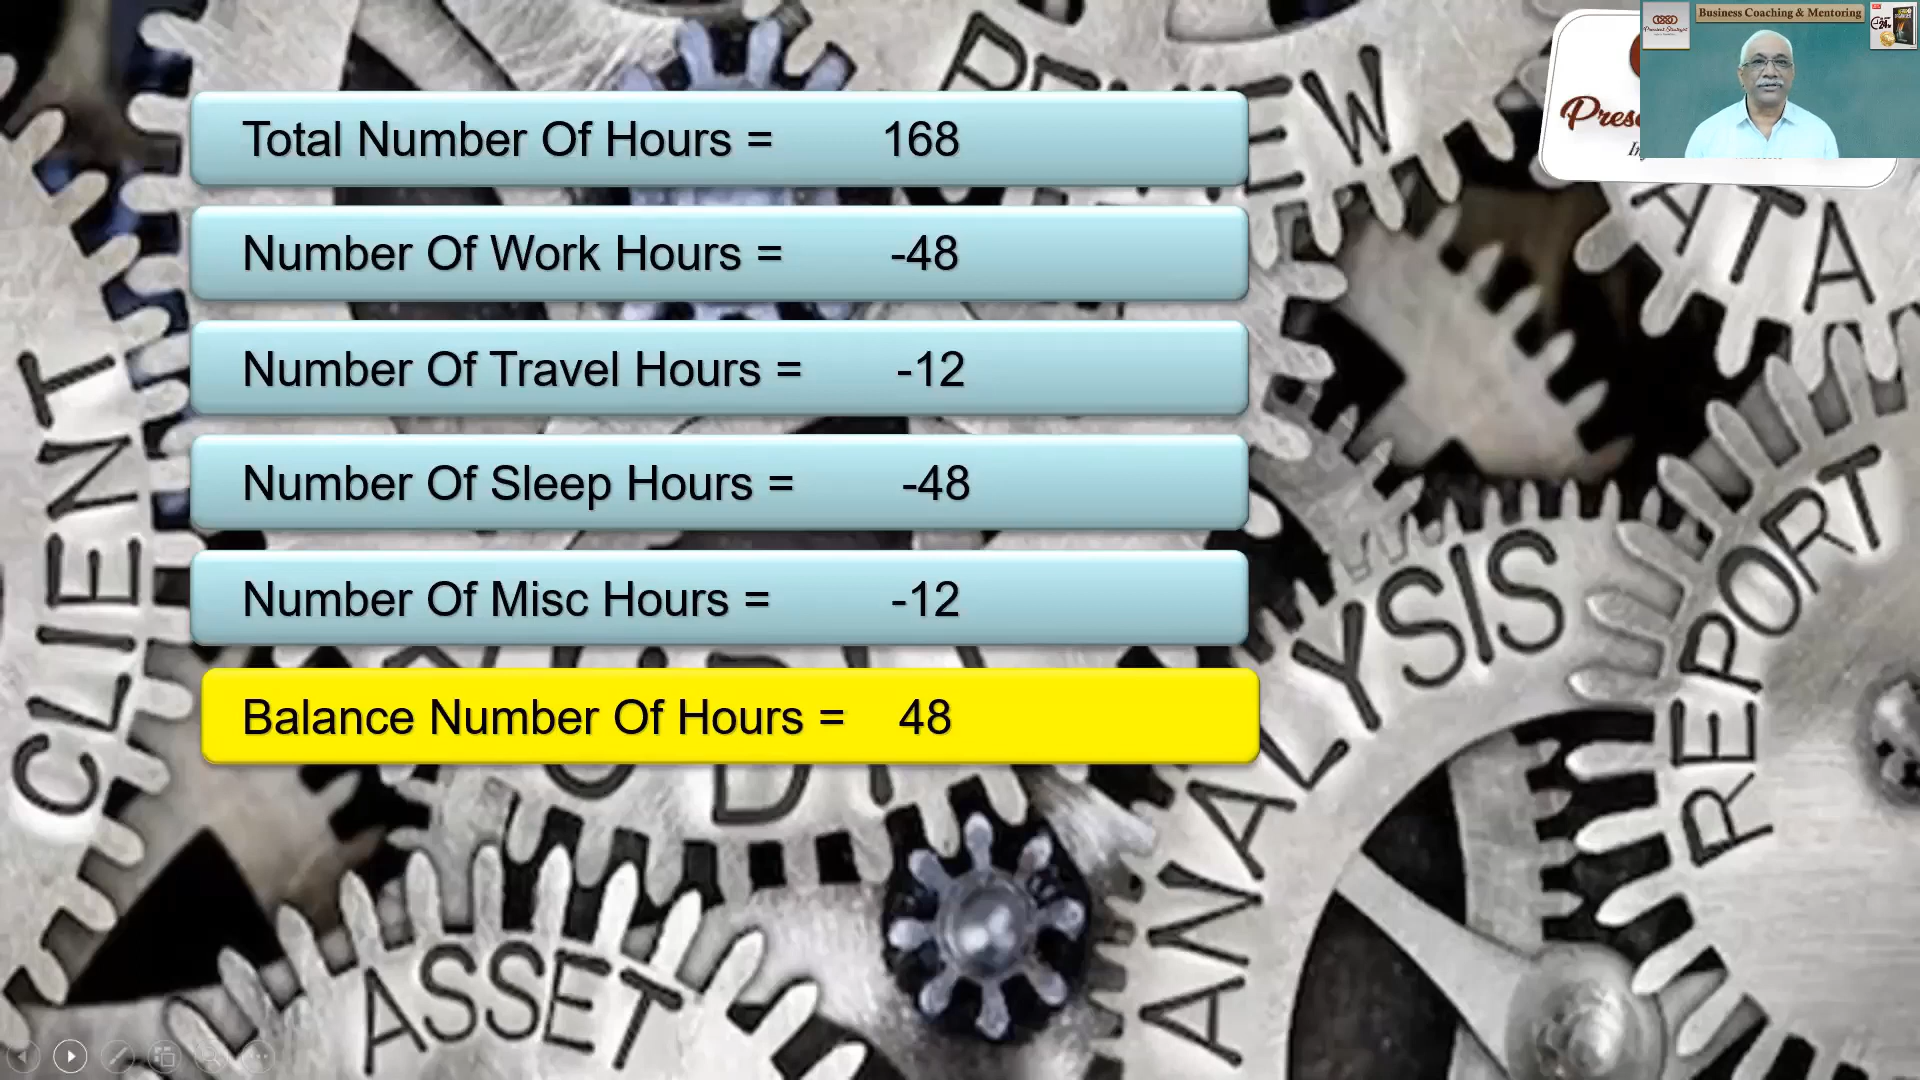 Business Coaching & Mentoring
Total Number Of Hours = 168
Number Of Work Hours = -48
Number Of Travel Hours = -12
Number Of Sleep Hours = -48
Number Of Misc Hours = -12
Balance Number Of Hours = 48
CLIENT
ASSET
ANALYSIS
REPORT